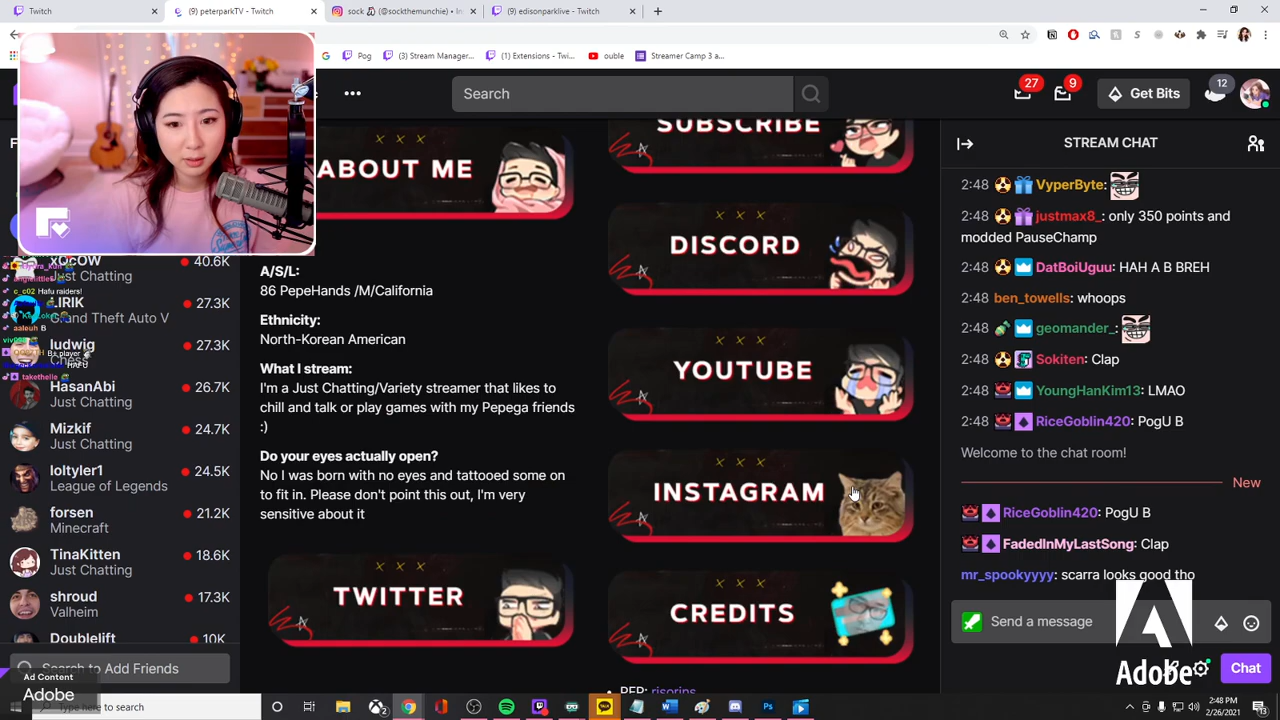 Twitch
(9) peterparkTV - Twitch
(9) edisonparklive - Twitch
Pog
(3) Stream Manager...
(1) Extensions - Twi...
ouble
Streamer Camp 3 a...
Search
27
9
Get Bits
12
ABOUT ME
A/S/L:
86 PepeHands /M/California
Ethnicity:
North-Korean American
What I stream:
I'm a Just Chatting/Variety streamer that likes to
chill and talk or play games with my Pepega friends
:)
Do your eyes actually open?
No I was born with no eyes and tattooed some on
to fit in. Please don't point this out, I'm very
sensitive about it
TWITTER
SUBSCRIBE
DISCORD
YOUTUBE
INSTAGRAM
CREDITS
xQCOW
Just Chatting
40.6K
c_c02 Hafu raiders!
LIRIK
Grand Theft Auto V
27.3K
ludwig
Chess
27.3K
HasanAbi
Just Chatting
26.7K
Mizkif
Just Chatting
24.7K
loltyler1
League of Legends
24.5K
forsen
Minecraft
21.2K
TinaKitten
Just Chatting
18.6K
shroud
Valheim
17.3K
Doublelift
10K
Search to Add Friends
Ad Content
Adobe
STREAM CHAT
2:48 VyperByte:
2:48 justmax8_: only 350 points and
modded PauseChamp
2:48 DatBoiUguu: HAH A B BREH
2:48 ben_towells: whoops
2:48 geomander_:
2:48 Sokiten: Clap
2:48 YoungHanKim13: LMAO
2:48 RiceGoblin420: PogU B
Welcome to the chat room!
New
RiceGoblin420: PogU B
FadedInMyLastSong: Clap
mr_spookyyyy: scarra looks good tho
Send a message
Chat
Adobe
Type here to search
2:48 PM
2/26/2021